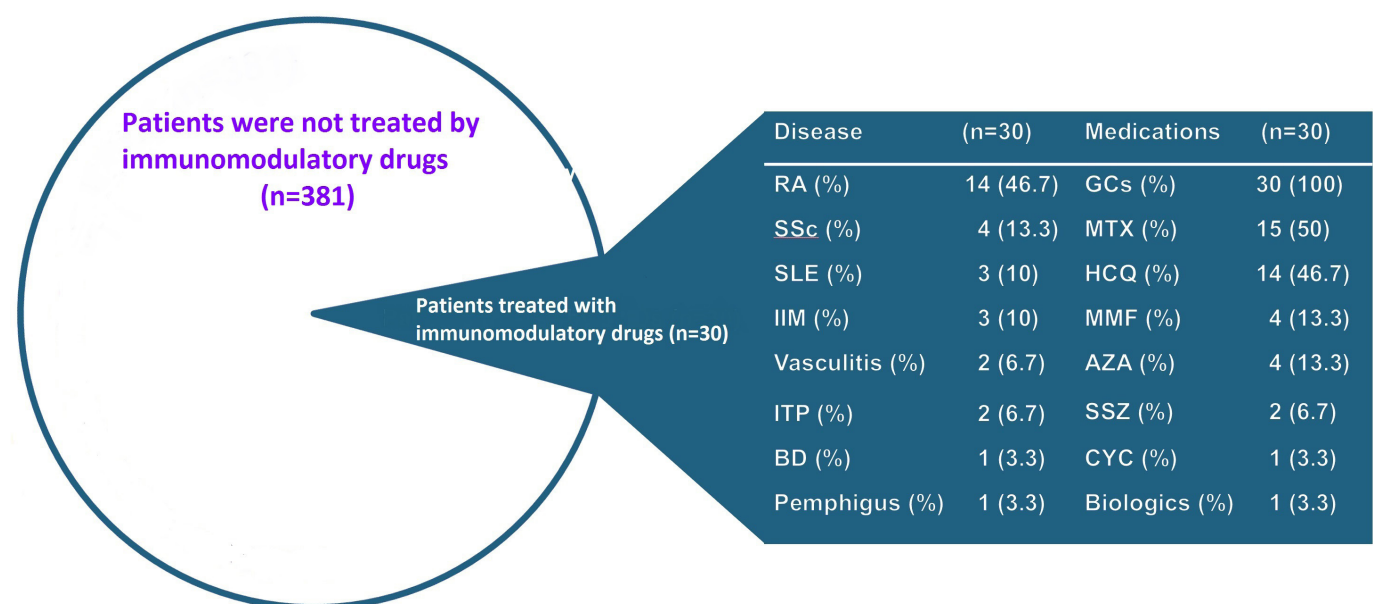 Patients were not treated by
immunomodulatory drugs
(n=381)
Patients treated with
immunomodulatory drugs (n=30)
Disease (n=30) Medications (n=30)
RA (%) 14 (46.7) GCs (%) 30 (100)
SSc (%) 4 (13.3) MTX (%) 15 (50)
SLE (%) 3 (10) HCQ (%) 14 (46.7)
IIM (%) 3 (10) MMF (%) 4 (13.3)
Vasculitis (%) 2 (6.7) AZA (%) 4 (13.3)
ITP (%) 2 (6.7) SSZ (%) 2 (6.7)
BD (%) 1 (3.3) CYC (%) 1 (3.3)
Pemphigus (%) 1 (3.3) Biologics (%) 1 (3.3)